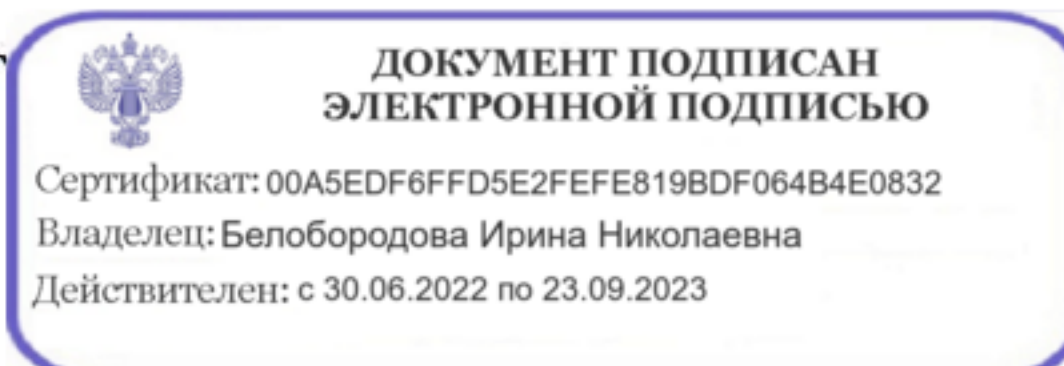 ДОКУМЕНТ ПОДПИСАН
ЭЛЕКТРОННОЙ ПОДПИСЬЮ
Сертификат: 00A5EDF6FFD5E2FEFE819BDF064B4E0832
Владелец: Белобородова Ирина Николаевна
Действителен: с 30.06.2022 по 23.09.2023